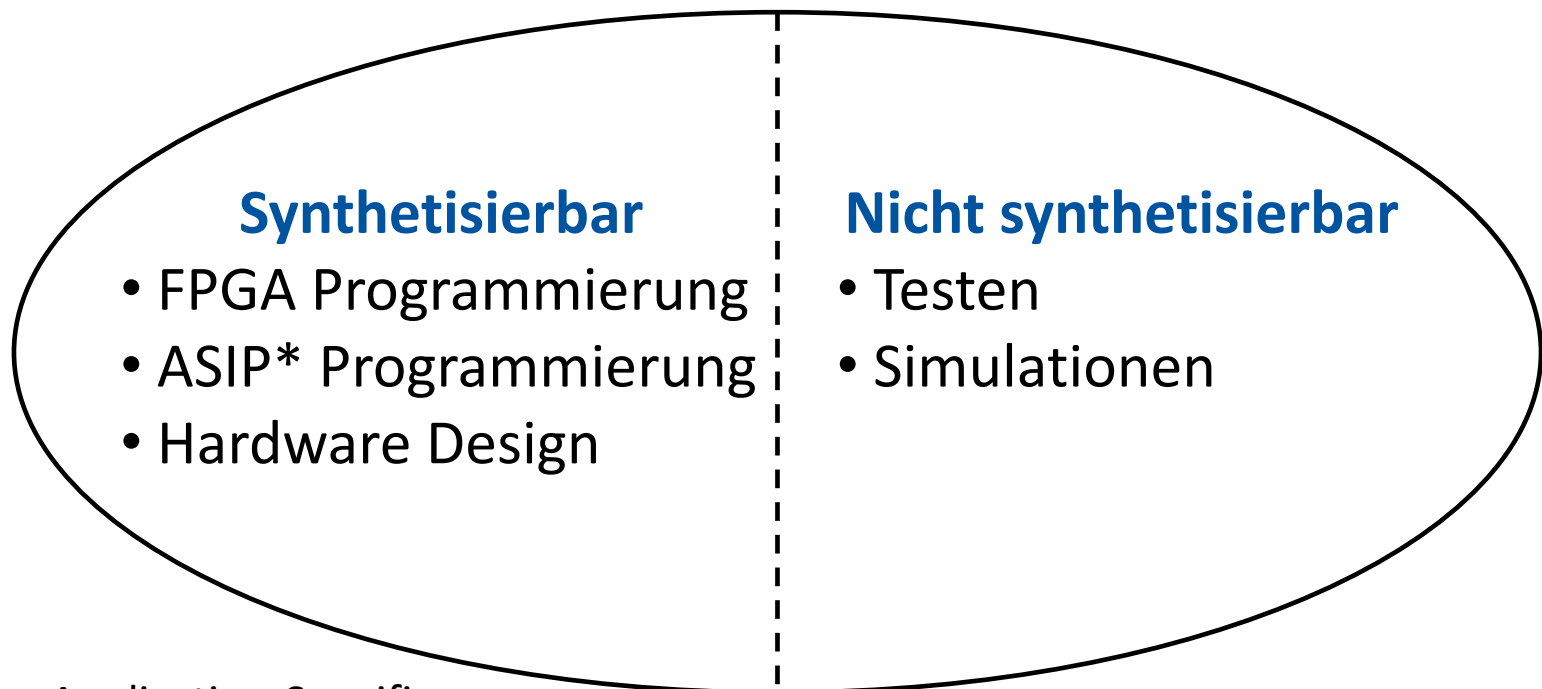 Synthetisierbar
• FPGA Programmierung
• ASIP* Programmierung
• Hardware Design
Nicht synthetisierbar
• Testen
• Simulationen